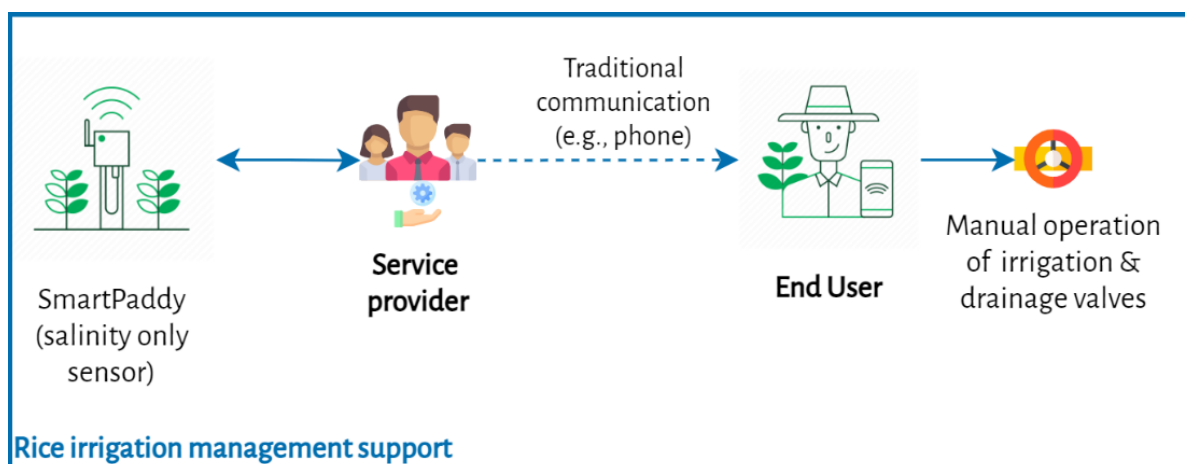 Traditional
communication
(e.g., phone)
SmartPaddy
(salinity only
sensor)
Service
provider
End User
Manual operation
of irrigation &
drainage valves
Rice irrigation management support